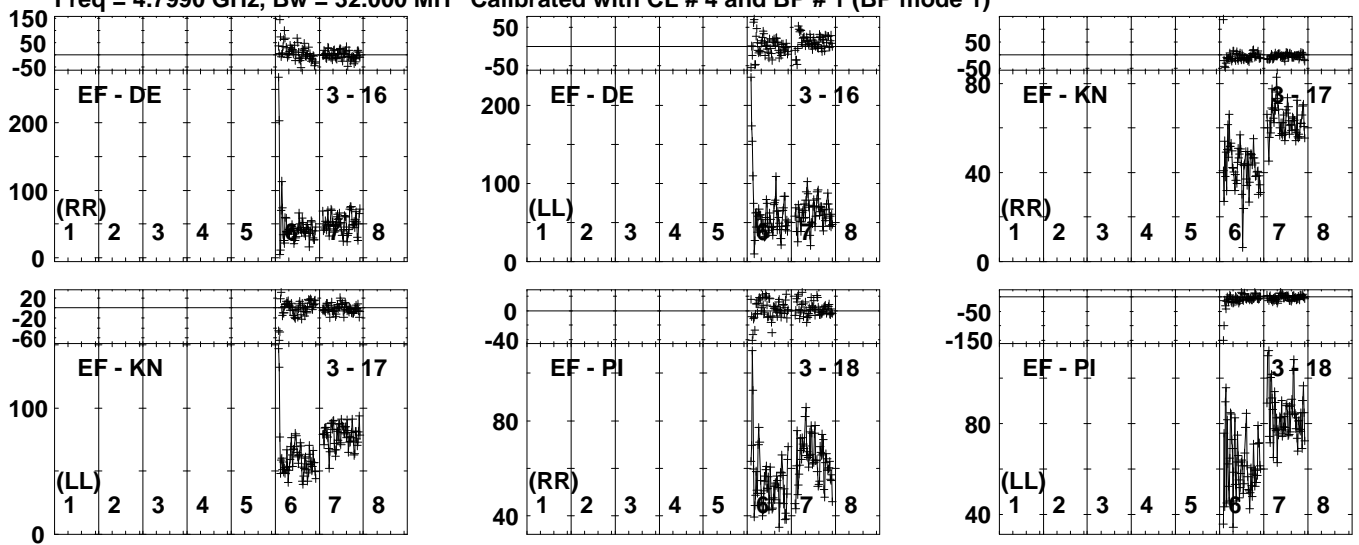 Freq = 4.7990 GHz, Bw = 32.000 MH Calibrated with CL # 4 and BP # 1 (BP mode 1)
150
50
-50
EF - DE 3 - 16
200
100
0
(RR)
1 2 3 4 5 6 7 8
50
-50
EF - DE 3 - 16
200
100
0
(LL)
1 2 3 4 5 6 7 8
50
-50
80
EF - KN 3 - 17
40
0
(RR)
1 2 3 4 5 6 7 8
20
-20
-60
EF - KN 3 - 17
100
0
(LL)
1 2 3 4 5 6 7 8
0
-40
EF - PI 3 - 18
80
40
(RR)
1 2 3 4 5 6 7 8
-50
-150
EF - PI 3 - 18
80
40
(LL)
1 2 3 4 5 6 7 8